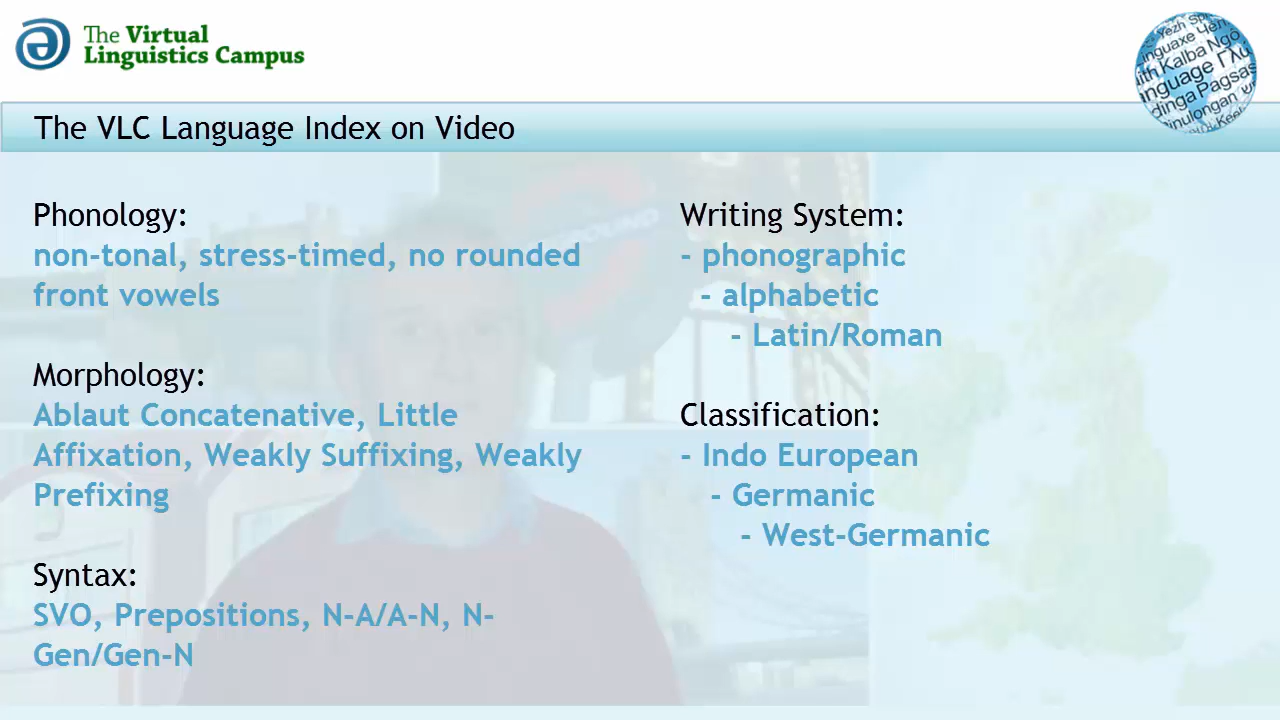 The Virtual
Linguistics Campus
The VLC Language Index on Video
Phonology:
non-tonal, stress-timed, no rounded
front vowels
Morphology:
Ablaut Concatenative, Little
Affixation, Weakly Suffixing, Weakly
Prefixing
Syntax:
SVO, Prepositions, N-A/A-N, N-
Gen/Gen-N
Writing System:
- phonographic
- alphabetic
- Latin/Roman
Classification:
- Indo European
- Germanic
- West-Germanic